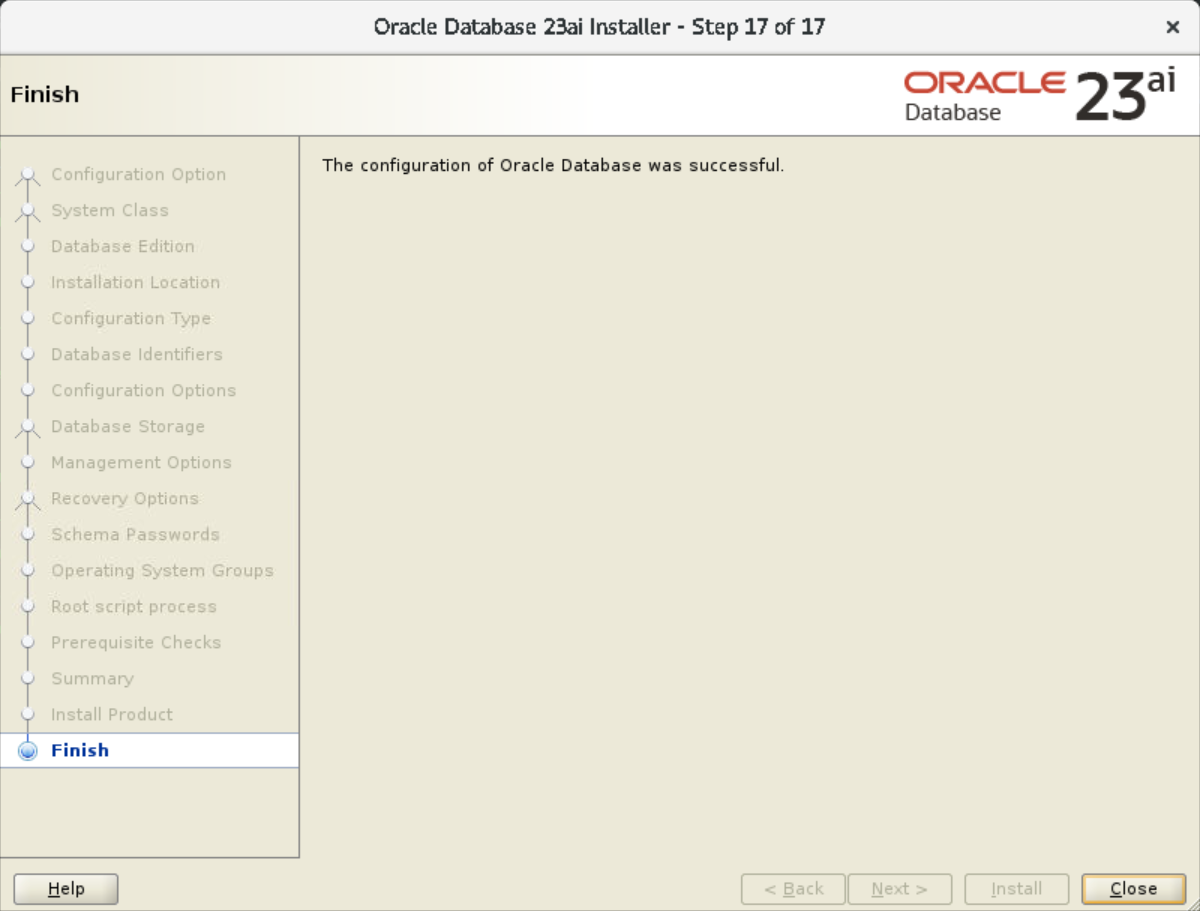 Oracle Database 23ai Installer - Step 17 of 17
Finish
ORACLE
Database
23ai
Configuration Option
System Class
Database Edition
Installation Location
Configuration Type
Database Identifiers
Configuration Options
Database Storage
Management Options
Recovery Options
Schema Passwords
Operating System Groups
Root script process
Prerequisite Checks
Summary
Install Product
Finish
The configuration of Oracle Database was successful.
Help
< Back
Next >
Install
Close